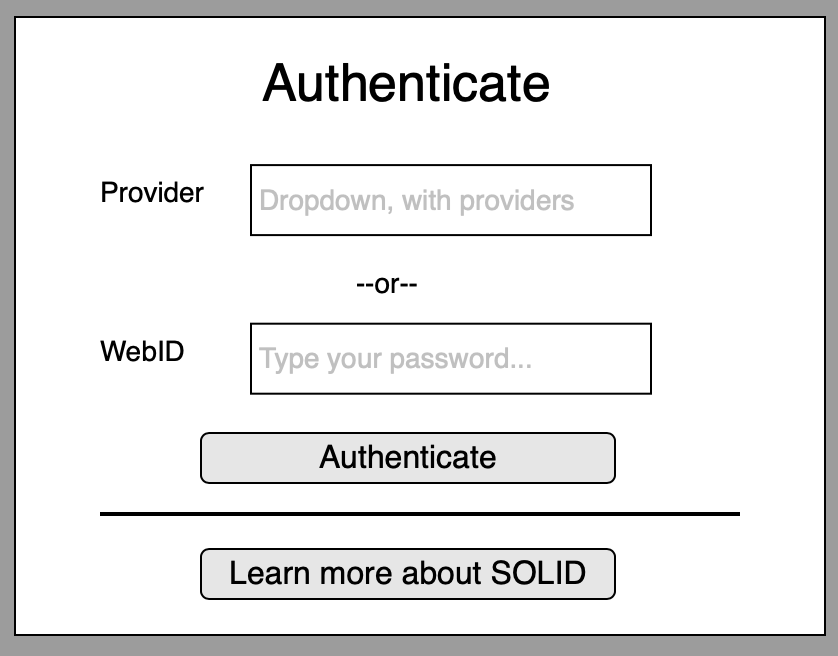 Authenticate
Provider Dropdown, with providers
--or--
WebID Type your password...
Authenticate
Learn more about SOLID